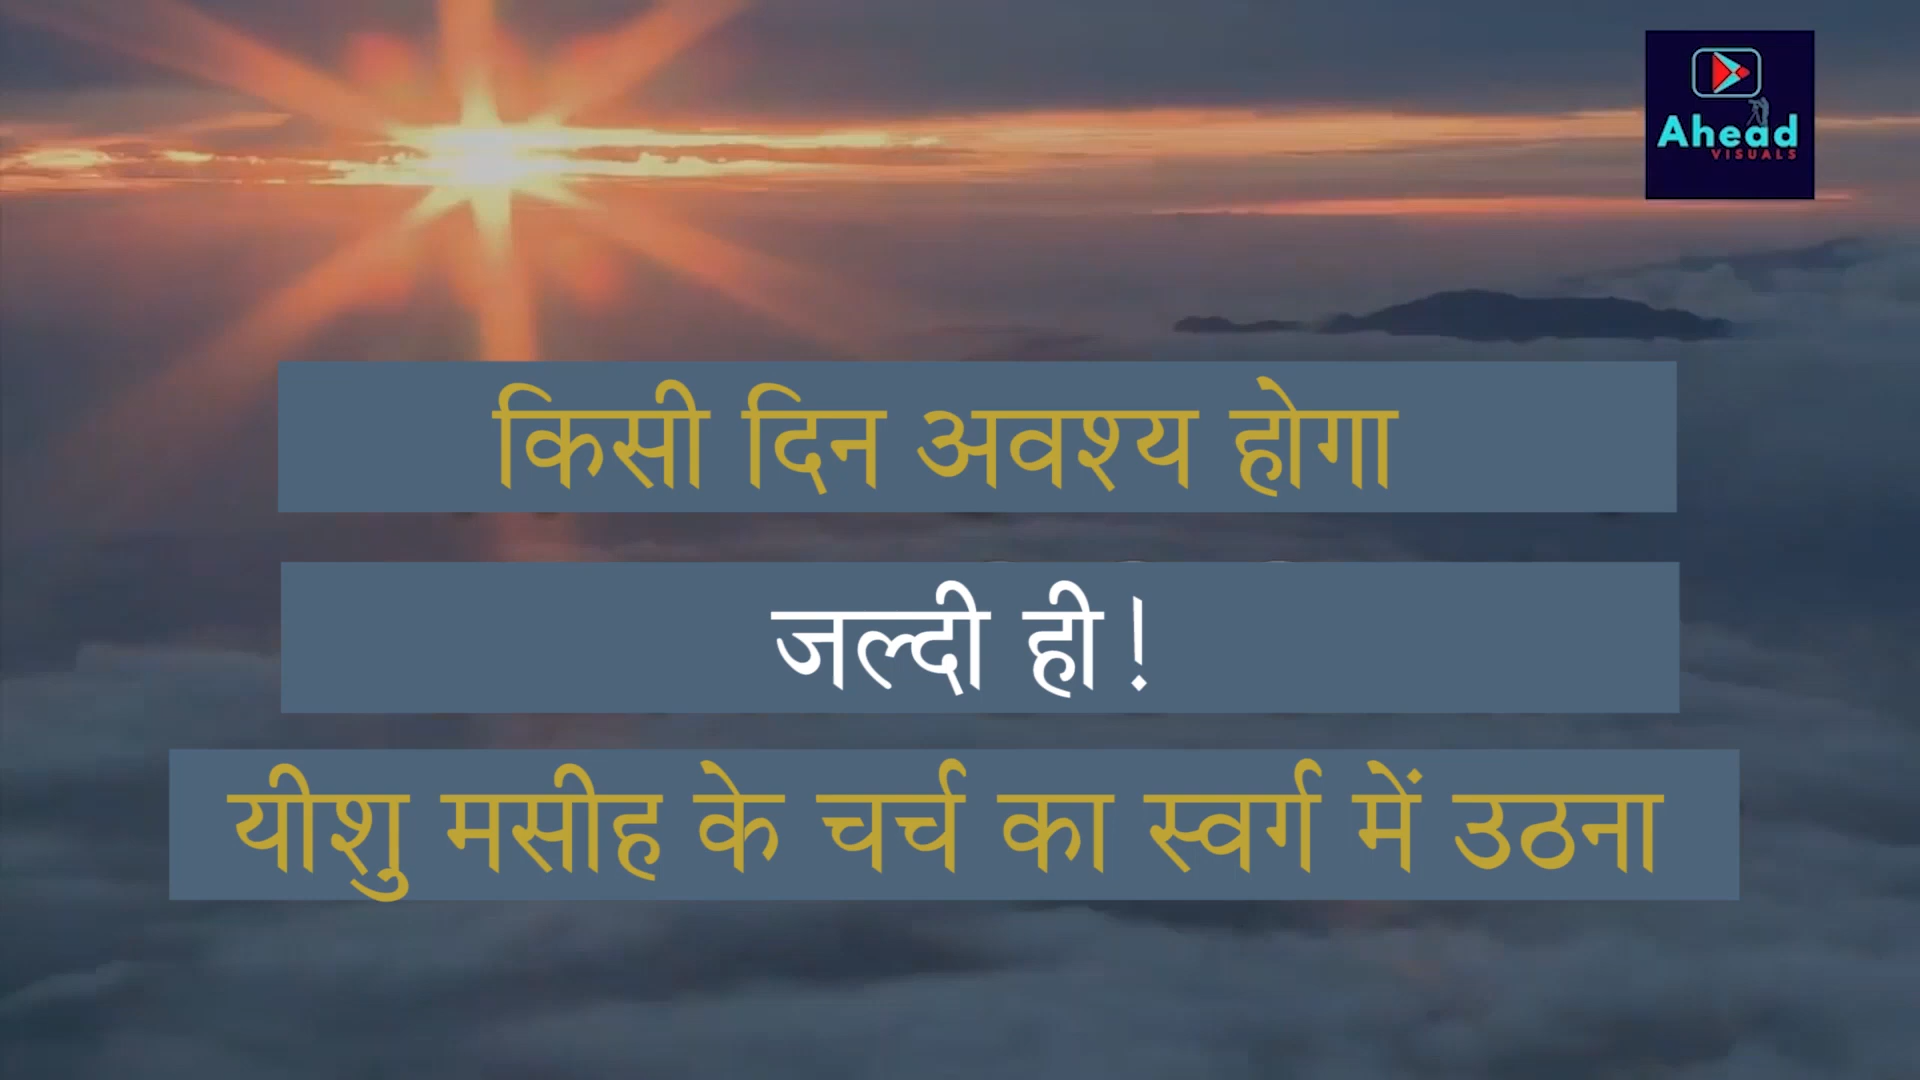 Ahead
VISUALS
किसी दिन अवश्य होगा
जल्दी ही!
यीशु मसीह के चर्च का स्वर्ग में उठना